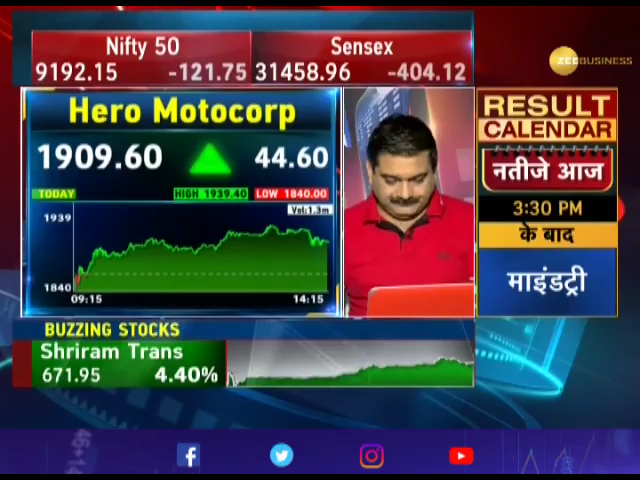 Nifty 50
9192.15 -121.75
Sensex
31458.96 -404.12
ZEEBUSINESS
Hero Motocorp
1909.60 44.60
TODAY HIGH 1939.40 LOW 1840.00
Vol:1.3m
1939
1840
09:15 14:15
RESULT
CALENDAR
नतीजे आज
3:30 PM
के बाद
माइंडट्री
BUZZING STOCKS
Shriram Trans
671.95 4.40%